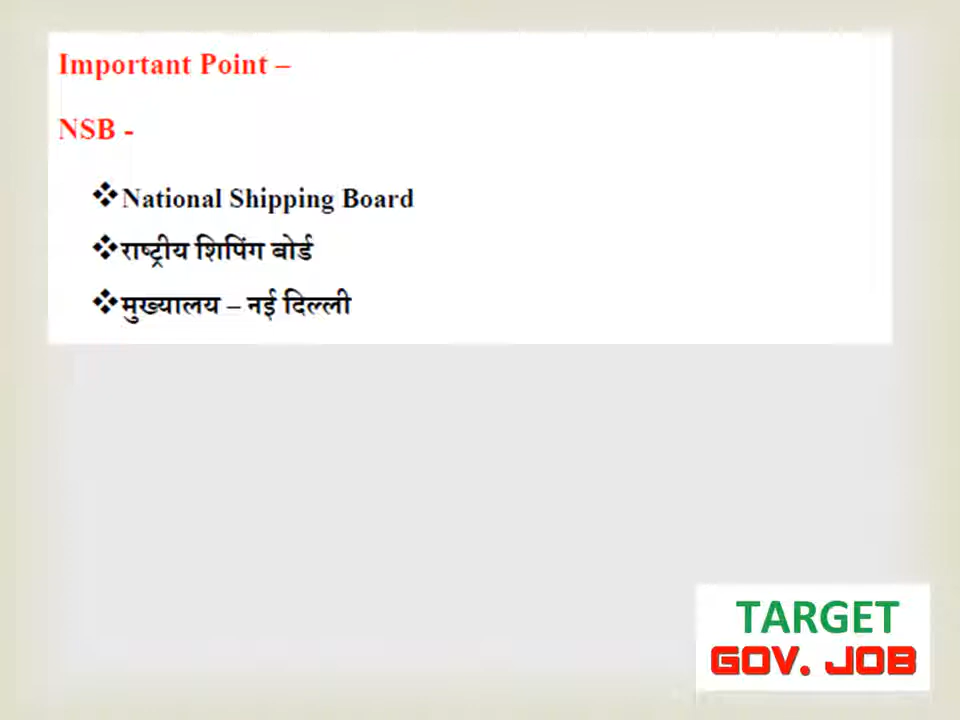 Important Point –
NSB -
❖National Shipping Board
❖राष्ट्रीय शिपिंग बोर्ड
❖मुख्यालय – नई दिल्ली
TARGET
GOV. JOB